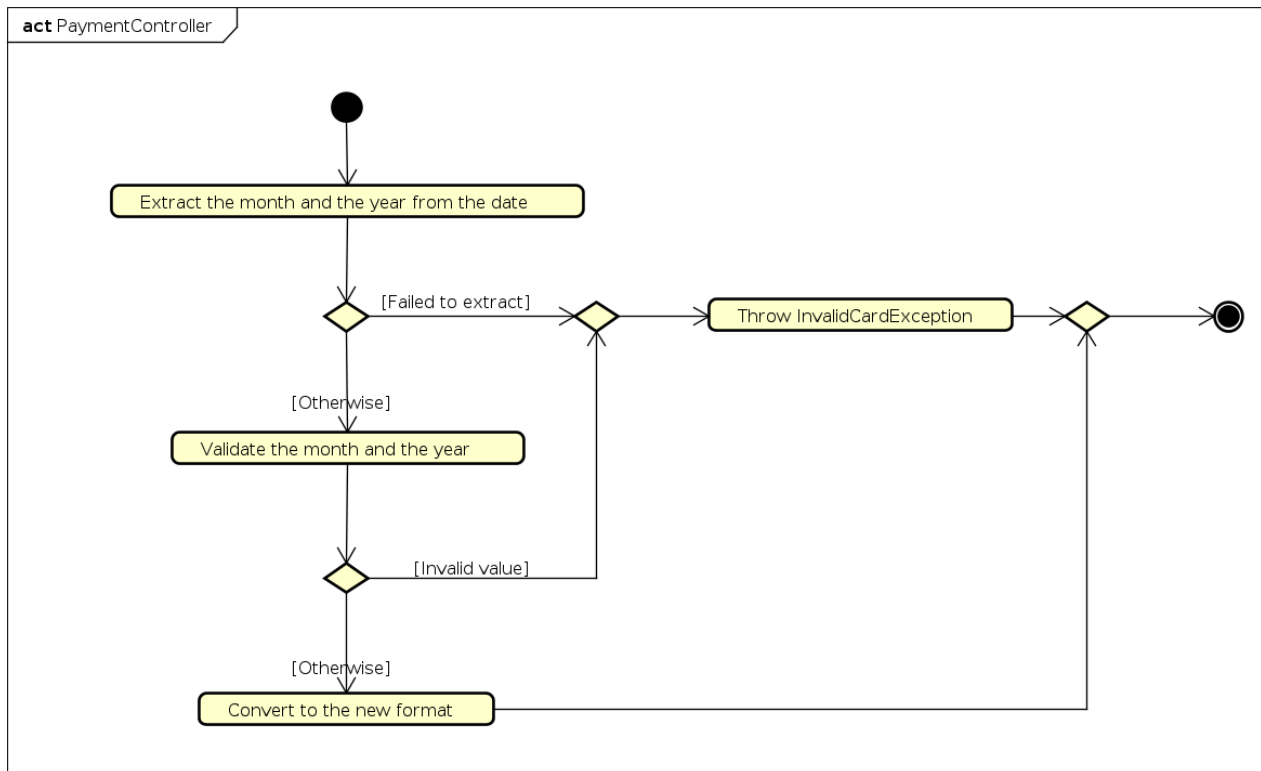 act PaymentController
Extract the month and the year from the date
[Failed to extract]
Throw InvalidCardException
[Otherwise]
Validate the month and the year
[Invalid value]
[Otherwise]
Convert to the new format